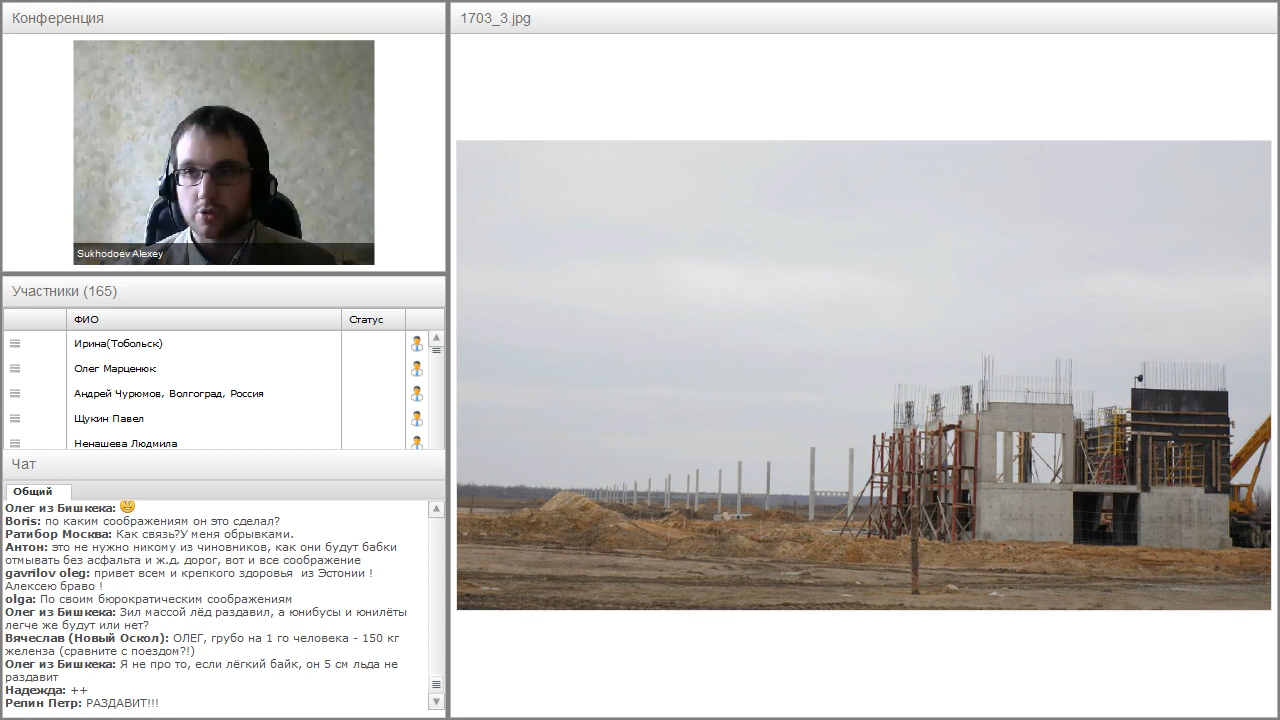 Конференция
1703_3.jpg
Sukhodoev Alexey
Участники (165)
ФИО
Статус
Ирина(Тобольск)
Олег Марценюк
Андрей Чурюмов, Волгоград, Россия
Щукин Павел
Ненашева Людмила
Чат
Общий
Олег из Бишкека:
Boris: по каким соображениям он это сделал?
Ратибор Москва: Как связь?У меня обрывками.
Антон: это не нужно никому из чиновников, как они будут бабки
отмывать без асфальта и ж.д. дорог, вот и все соображение
gavrilov oleg: привет всем и крепкого здоровья из Эстонии !
Алексею браво !
olga: По своим бюрократическим соображениям
Олег из Бишкека: Зил массой лёд раздавил, а юнибусы и юнилёты
легче же будут или нет?
Вячеслав (Новый Оскол): ОЛЕГ, грубо на 1 го человека - 150 кг
желенза (сравните с поездом?!)
Олег из Бишкека: Я не про то, если лёгкий байк, он 5 см льда не
раздавит
Надежда: ++
Репин Петр: РАЗДАВИТ!!!